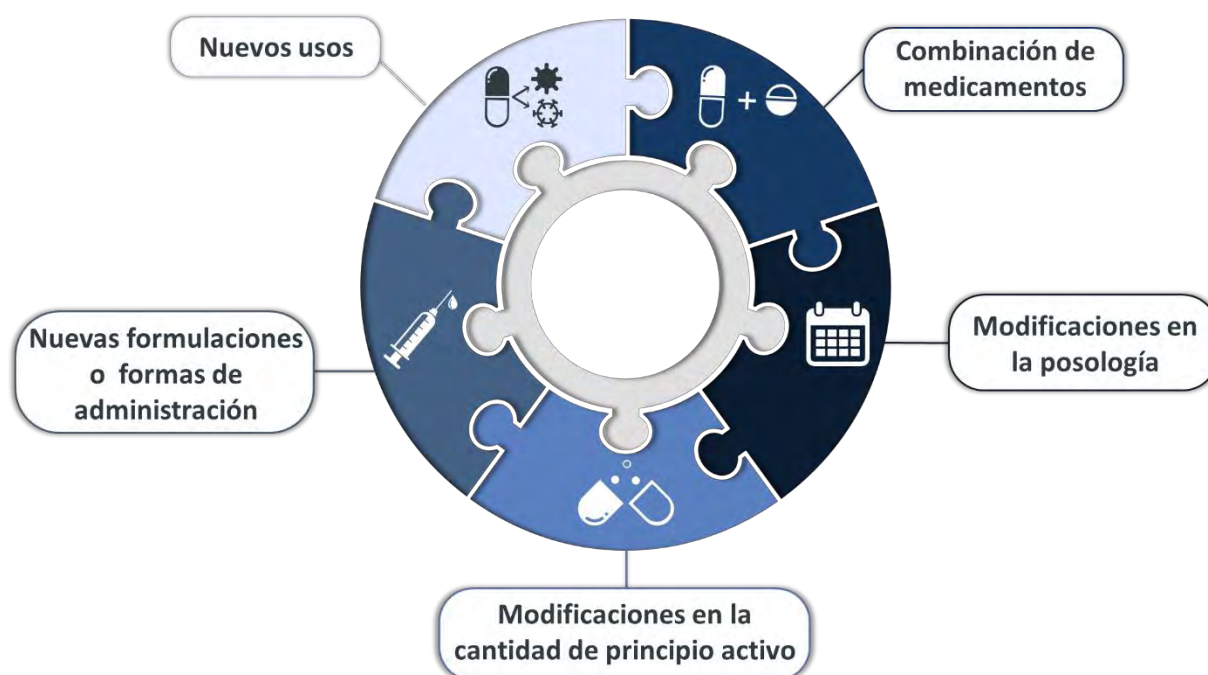 Nuevos usos
Combinación de
medicamentos
Modificaciones en
la posología
Nuevas formulaciones
o formas de
administración
Modificaciones en la
cantidad de principio activo